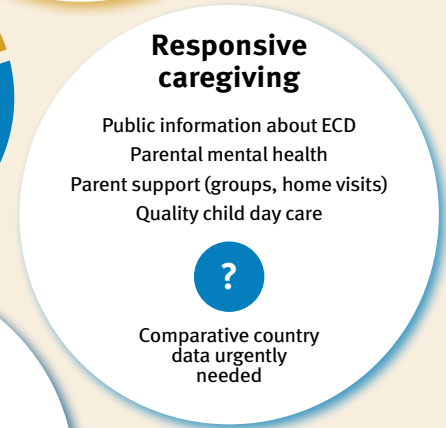 Responsive
caregiving
Public information about ECD
Parental mental health
Parent support (groups, home visits)
Quality child day care
?
Comparative country
data urgently
needed